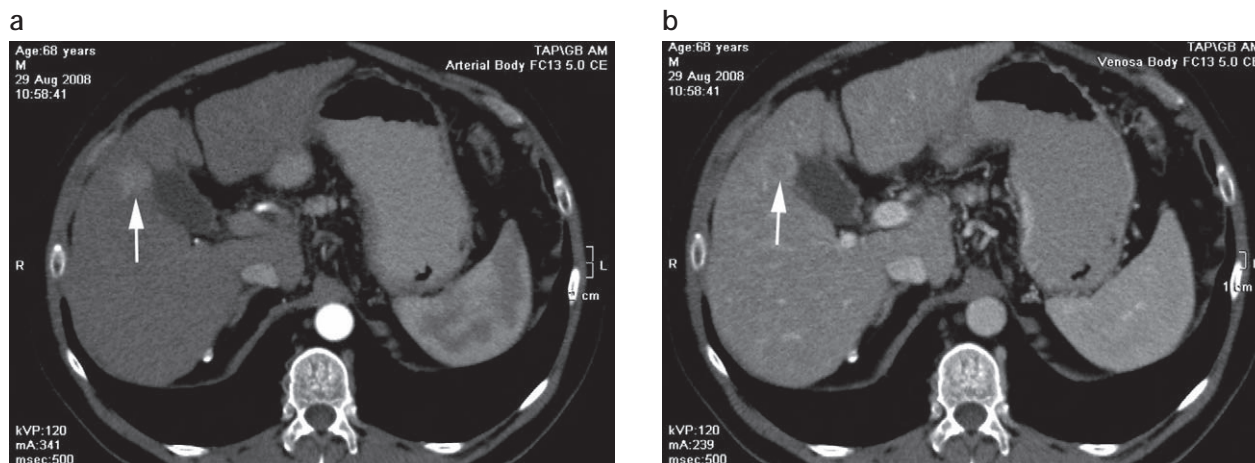 a
Age:68 years
M
29 Aug 2008
10:58:41
TAP\GB AM
Arterial Body FC13 5.0 CE
R
L
cm
kVP:120
mA:341
msec:500
b
Age:68 years
M
29 Aug 2008
10:58:41
TAP\GB AM
Venosa Body FC13 5.0 CE
R
1 cm
kVP:120
mA:239
msec:500